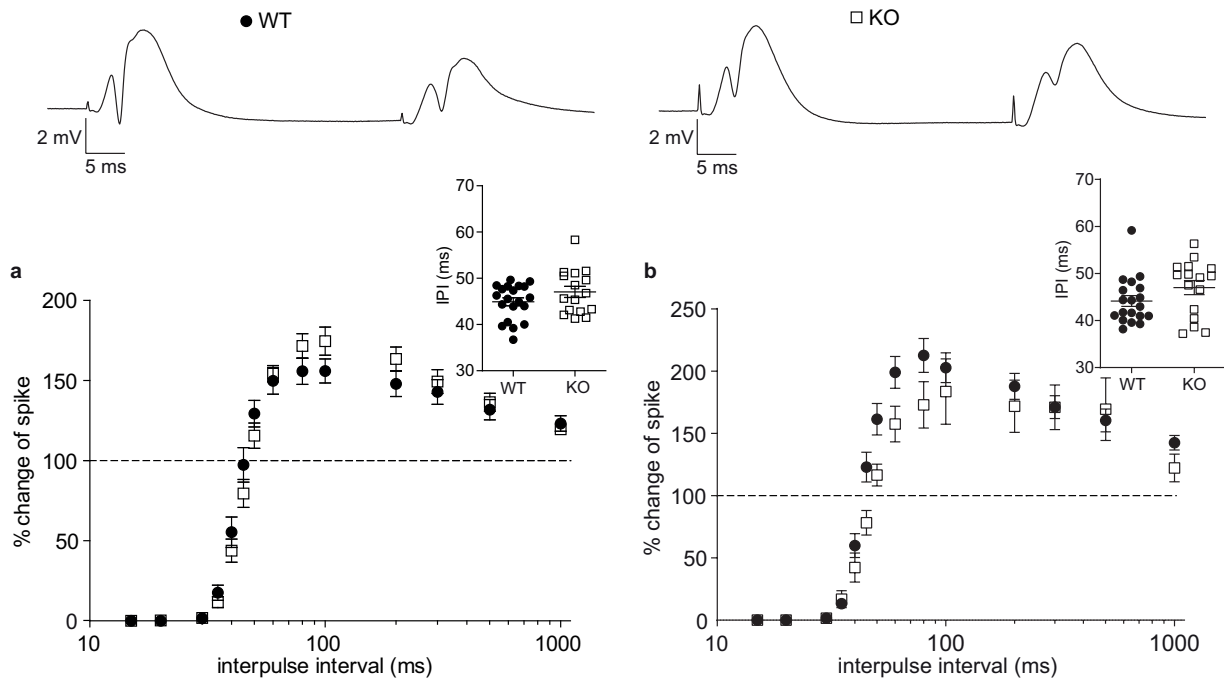 WT
KO
2 mV
5 ms
2 mV
5 ms
a
IPI (ms)
70
60
50
40
30
WT KO
% change of spike
200
150
100
50
0
10 100 1000
interpulse interval (ms)
b
IPI (ms)
70
60
50
40
30
WT KO
% change of spike
250
200
150
100
50
0
10 100 1000
interpulse interval (ms)